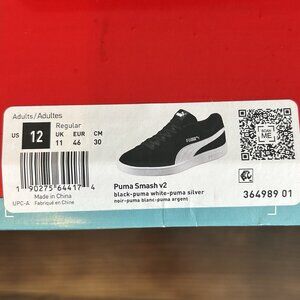 Adults/Adultes
Regular
US 12 UK 11 EUR 46 CM 30
SCAN ME
PUMA
1 90275 64417 4
UPC-A
Made in China
Fabriqué en Chine
Puma Smash v2
black-puma white-puma silver
noir-puma blanc-puma argent
364989 01